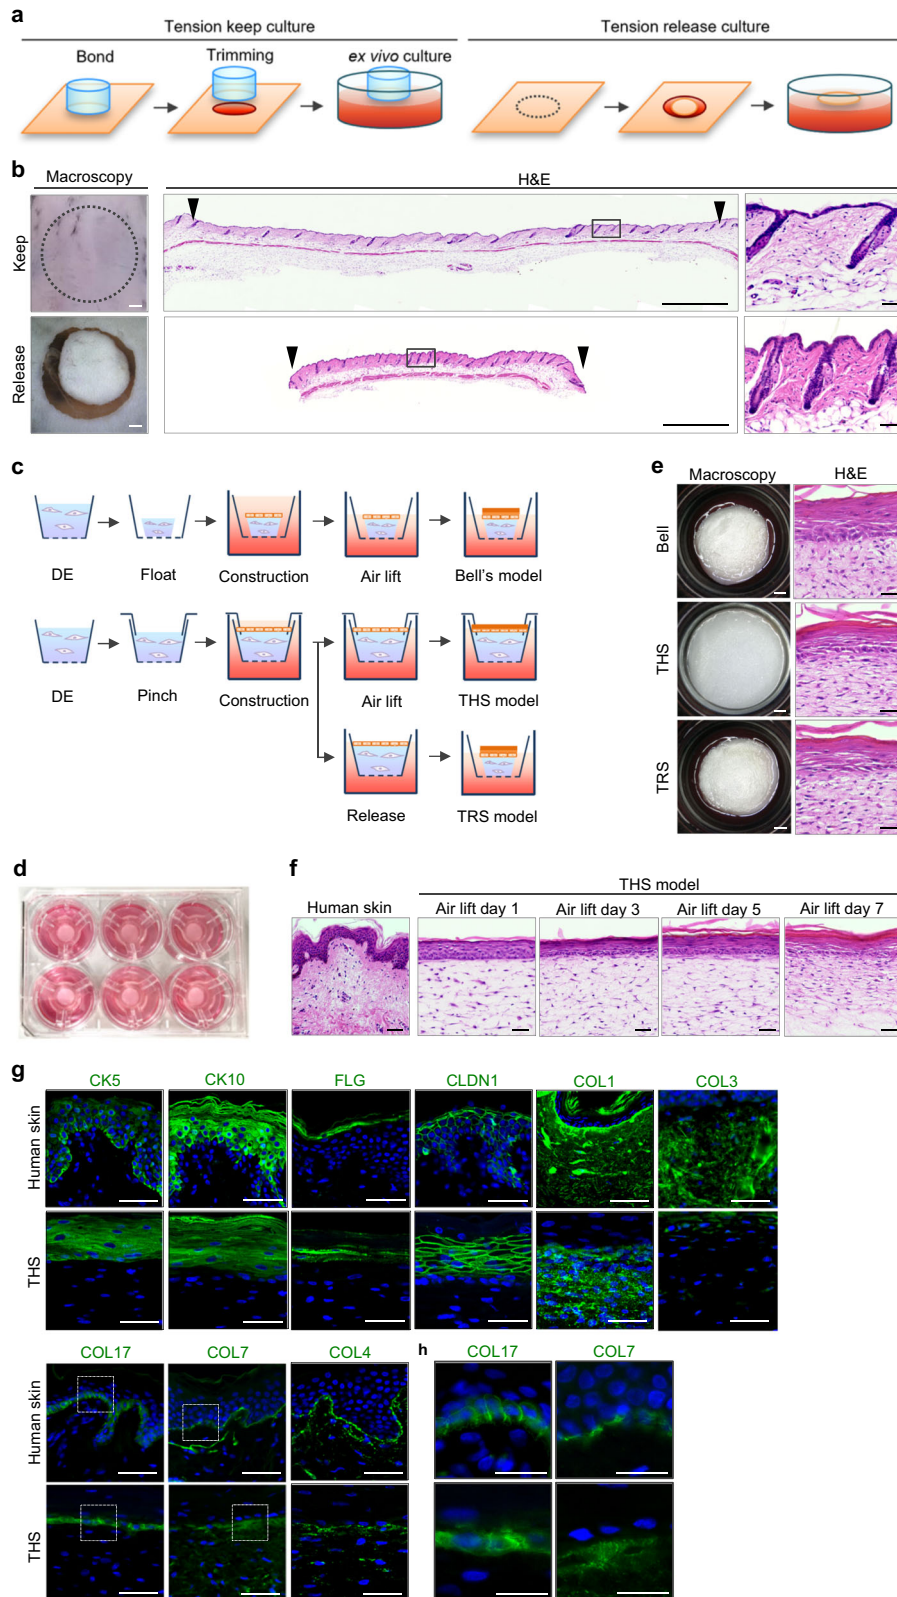 a
Tension keep culture
Tension release culture
Bond
Trimming
ex vivo culture
b
Macroscopy
H&E
Keep
Release
c
DE
Float
Construction
Air lift
Bell's model
DE
Pinch
Construction
Air lift
THS model
Release
TRS model
e
Macroscopy
H&E
Bell
THS
TRS
d
f
THS model
Human skin
Air lift day 1
Air lift day 3
Air lift day 5
Air lift day 7
g
CK5
CK10
FLG
CLDN1
COL1
COL3
Human skin
THS
COL17
COL7
COL4
Human skin
THS
h
COL17
COL7